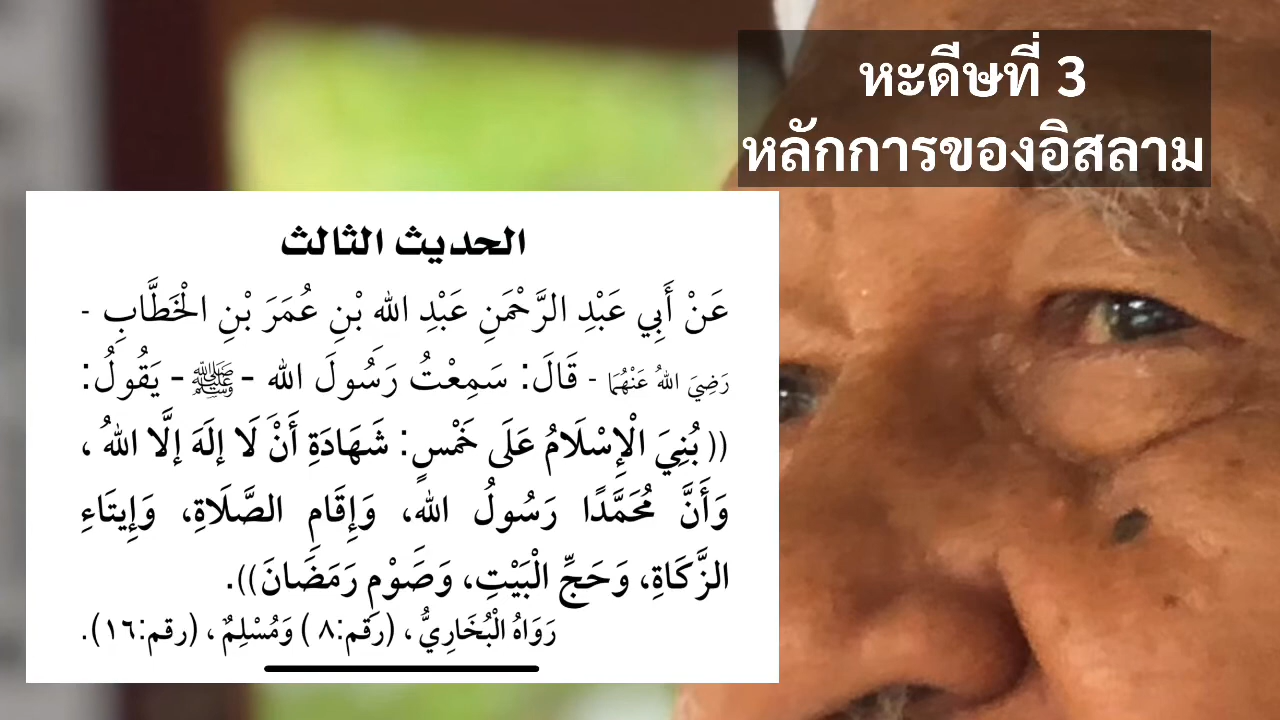 หะดีษที่ 3
หลักการของอิสลาม
الحديث الثالث
عَنْ أَبِي عَبْدِ الرَّحْمَنِ عَبْدِ الله بْنِ عُمَرَ بْنِ الْخَطَّابِ -
رَضِيَ اللهُ عَنْهُمَا - قَالَ: سَمِعْتُ رَسُولَ الله - ﷺ - يَقُولُ:
(( بُنِيَ الْإِسْلَامُ عَلَى خَمْسٍ: شَهَادَةِ أَنْ لَا إلَهَ إلَّا اللهُ ،
وَأَنَّ مُحَمَّدًا رَسُولُ الله، وَإِقَامِ الصَّلَاةِ، وَإِيتَاءِ
الزَّكَاةِ، وَحَجِّ الْبَيْتِ، وَصَوْمِ رَمَضَانَ)).
رَوَاهُ الْبُخَارِيُّ ، (رقم:٨ ) وَمُسْلِمٌ ، (رقم:١٦).